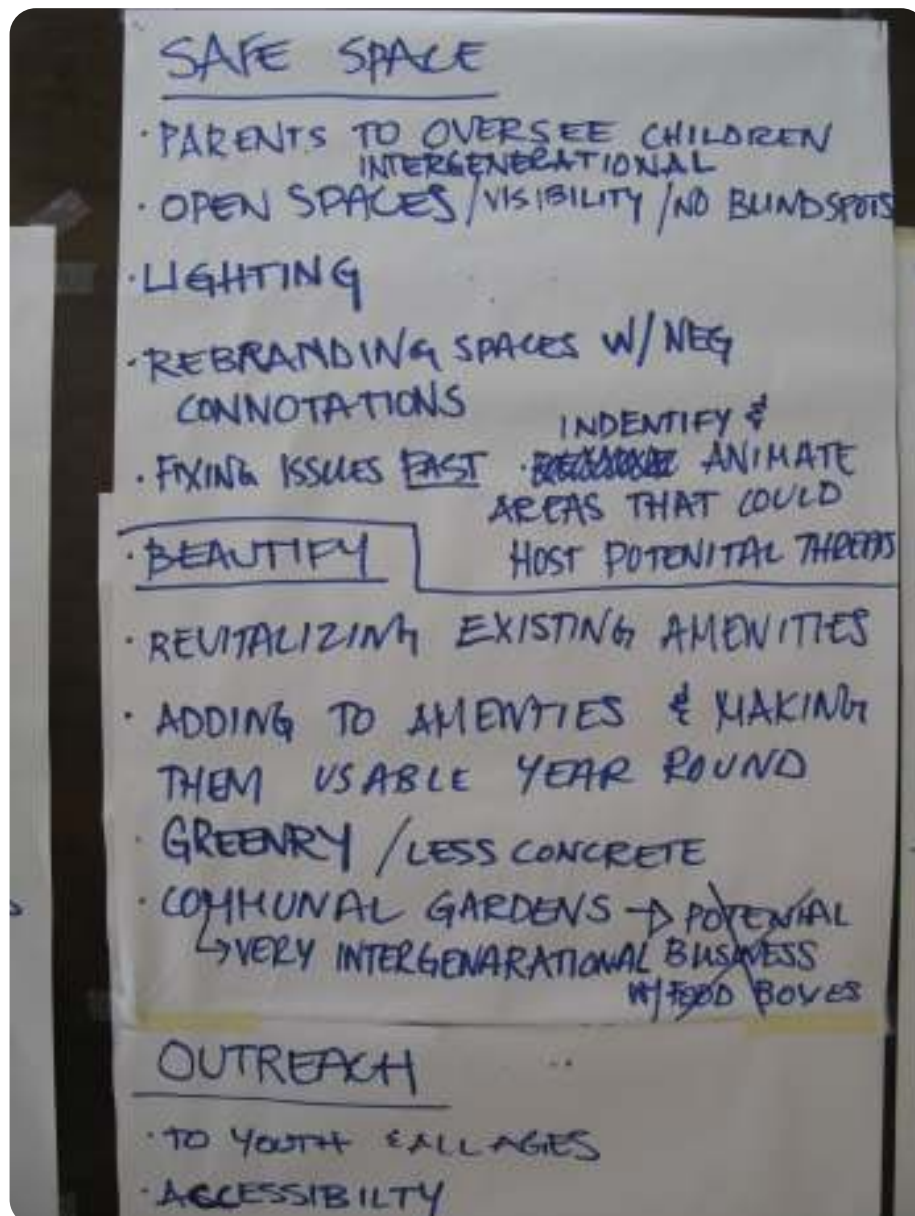 SAFE SPACE
· PARENTS TO OVERSEE CHILDREN
INTERGENERATIONAL
· OPEN SPACES / VISIBILITY / NO BLINDSPOTS
· LIGHTING
· REBRANDING SPACES W/ NEG
CONNOTATIONS
· FIXING ISSUES FAST
INDENTIFY &
· ANIMATE
AREAS THAT COULD
HOST POTENITAL THREATS
· BEAUTIFY
· REVITALIZING EXISTING AMENITIES
· ADDING TO AMENTIES & MAKING
THEM USABLE YEAR ROUND
· GREENRY / LESS CONCRETE
· COMMUNAL GARDENS → POTENIAL
↳ VERY INTERGENARATIONAL BUSINESS
W/ FOOD BOXES
OUTREACH
· TO YOUTH & ALL AGES
· ACCESSIBILTY